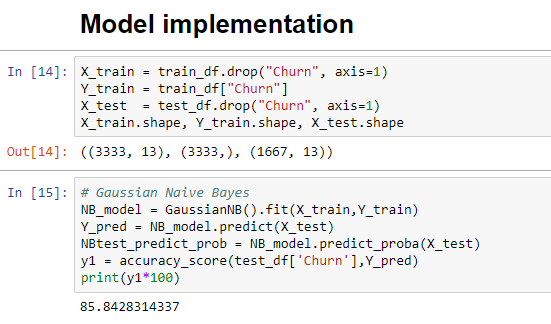 Model implementation
In [14]: X_train = train_df.drop("Churn", axis=1)
Y_train = train_df["Churn"]
X_test  = test_df.drop("Churn", axis=1)
X_train.shape, Y_train.shape, X_test.shape
Out[14]: ((3333, 13), (3333,), (1667, 13))
In [15]: # Gaussian Naive Bayes
NB_model = GaussianNB().fit(X_train,Y_train)
Y_pred = NB_model.predict(X_test)
NBtest_predict_prob = NB_model.predict_proba(X_test)
y1 = accuracy_score(test_df['Churn'],Y_pred)
print(y1*100)
85.8428314337